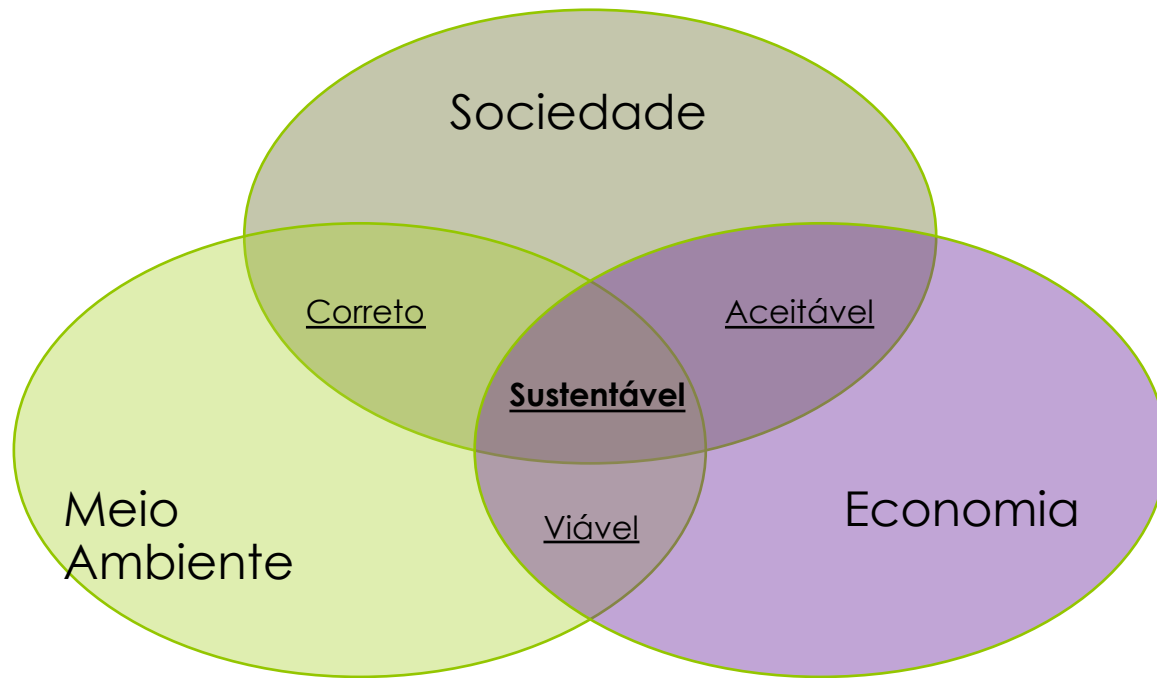 Sociedade
Correto
Aceitável
Sustentável
Meio
Ambiente
Economia
Viável